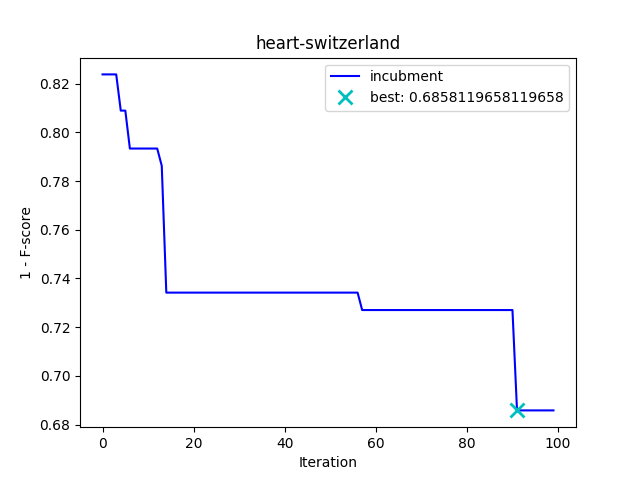 heart-switzerland
incubment
best: 0.6858119658119658
1 - F-score
0.82
0.80
0.78
0.76
0.74
0.72
0.70
0.68
0 20 40 60 80 100
Iteration